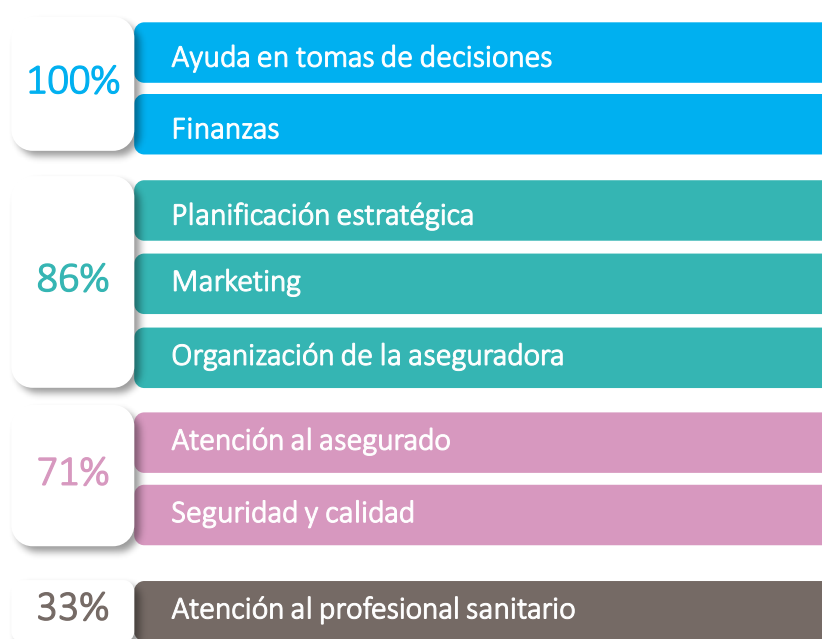 100%
Ayuda en tomas de decisiones
Finanzas
86%
Planificación estratégica
Marketing
Organización de la aseguradora
71%
Atención al asegurado
Seguridad y calidad
33%
Atención al profesional sanitario